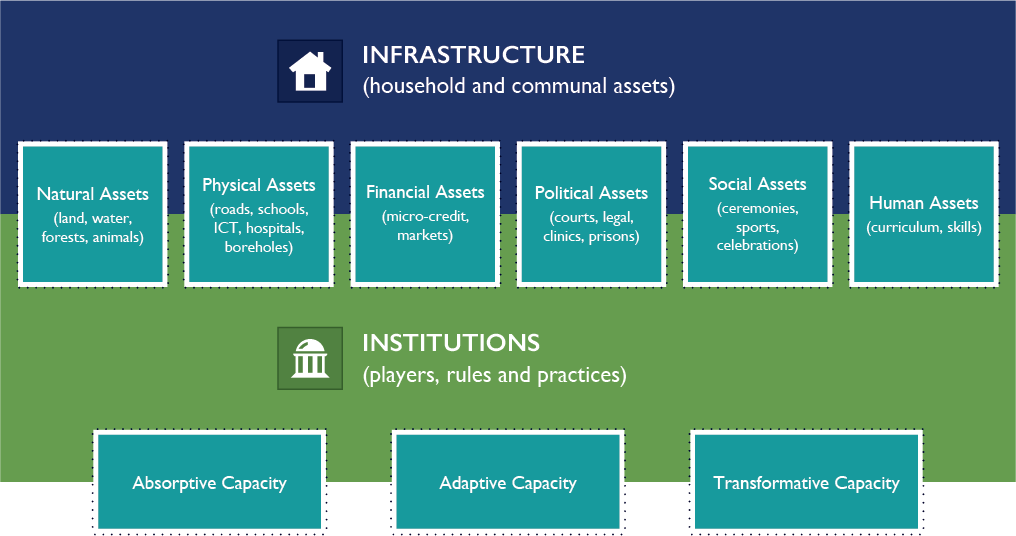 INFRASTRUCTURE
(household and communal assets)
Natural Assets
(land, water,
forests, animals)
Physical Assets
(roads, schools,
ICT, hospitals,
boreholes)
Financial Assets
(micro-credit,
markets)
Political Assets
(courts, legal,
clinics, prisons)
Social Assets
(ceremonies,
sports,
celebrations)
Human Assets
(curriculum, skills)
INSTITUTIONS
(players, rules and practices)
Absorptive Capacity
Adaptive Capacity
Transformative Capacity